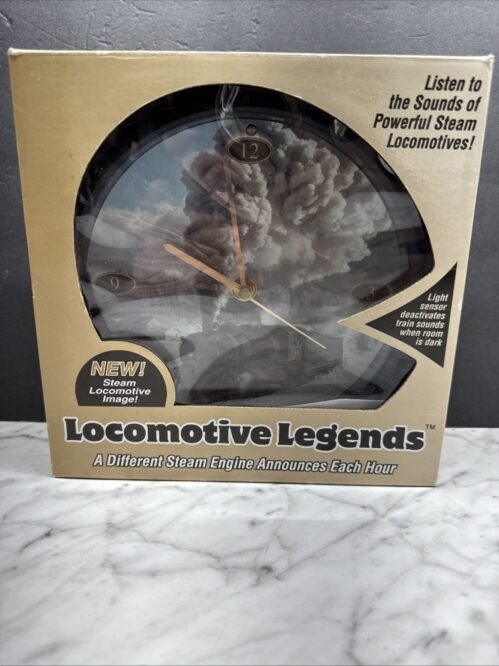 Listen to
the Sounds of
Powerful Steam
Locomotives!
12
9
3
Light
sensor
deactivates
train sounds
when room
is dark
NEW!
Steam
Locomotive
Image!
Locomotive Legends™
A Different Steam Engine Announces Each Hour